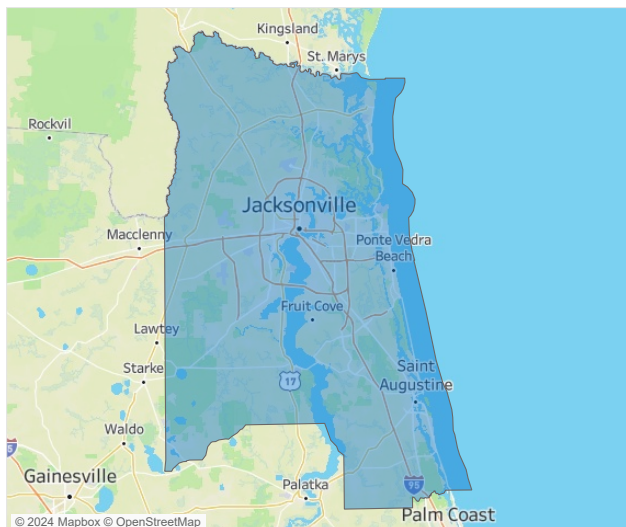 Kingsland
St. Marys
Rockvil
Jacksonville
Macclenny
Ponte Vedra
Beach
Fruit Cove
Lawtey
Starke
Saint
Augustine
17
Waldo
5
Gainesville
Palatka
95
Palm Coast
© 2024 Mapbox © OpenStreetMap